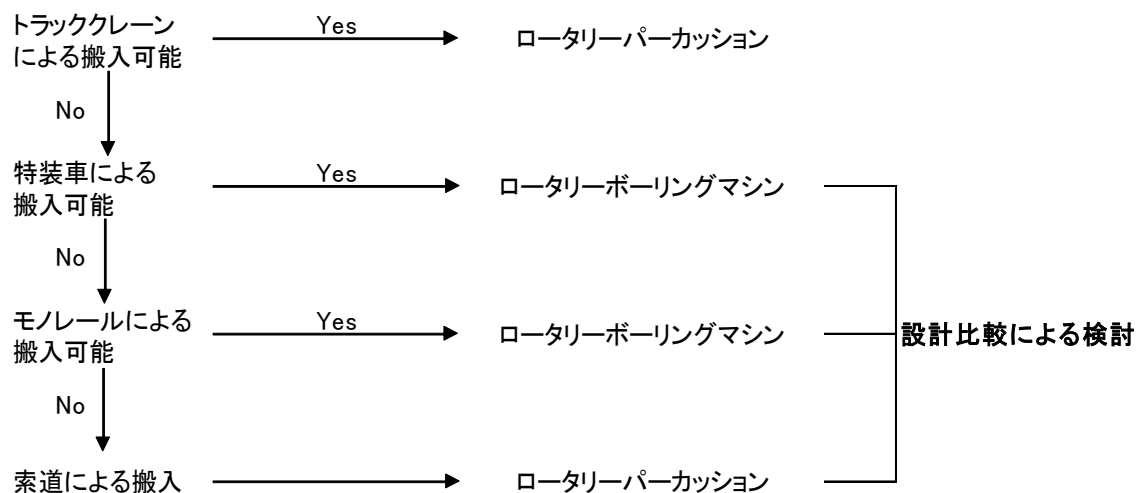 トラッククレーン
による搬入可能
Yes
ロータリーパーカッション
No
特装車による
搬入可能
Yes
ロータリーボーリングマシン
No
モノレールによる
搬入可能
Yes
ロータリーボーリングマシン
設計比較による検討
No
索道による搬入
ロータリーパーカッション